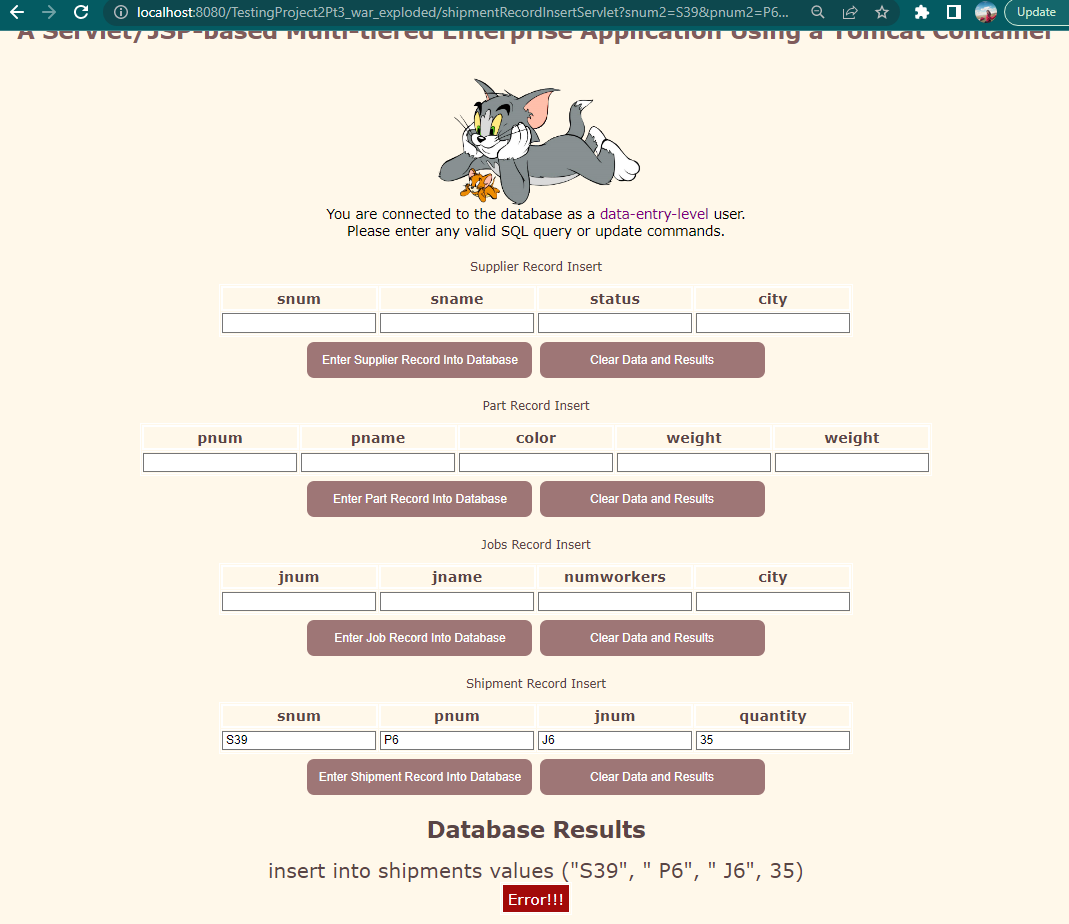 localhost:8080/TestingProject2Pt3_war_exploded/shipmentRecordInsertServlet?snum2=S39&pnum2=P6... Update
A Servlet/JSP-based Multi-tiered Enterprise Application Using a Tomcat Container
You are connected to the database as a data-entry-level user.
Please enter any valid SQL query or update commands.
Supplier Record Insert
snum sname status city
Enter Supplier Record Into Database Clear Data and Results
Part Record Insert
pnum pname color weight weight
Enter Part Record Into Database Clear Data and Results
Jobs Record Insert
jnum jname numworkers city
Enter Job Record Into Database Clear Data and Results
Shipment Record Insert
snum pnum jnum quantity
S39 P6 J6 35
Enter Shipment Record Into Database Clear Data and Results
Database Results
insert into shipments values ("S39", " P6", " J6", 35)
Error!!!